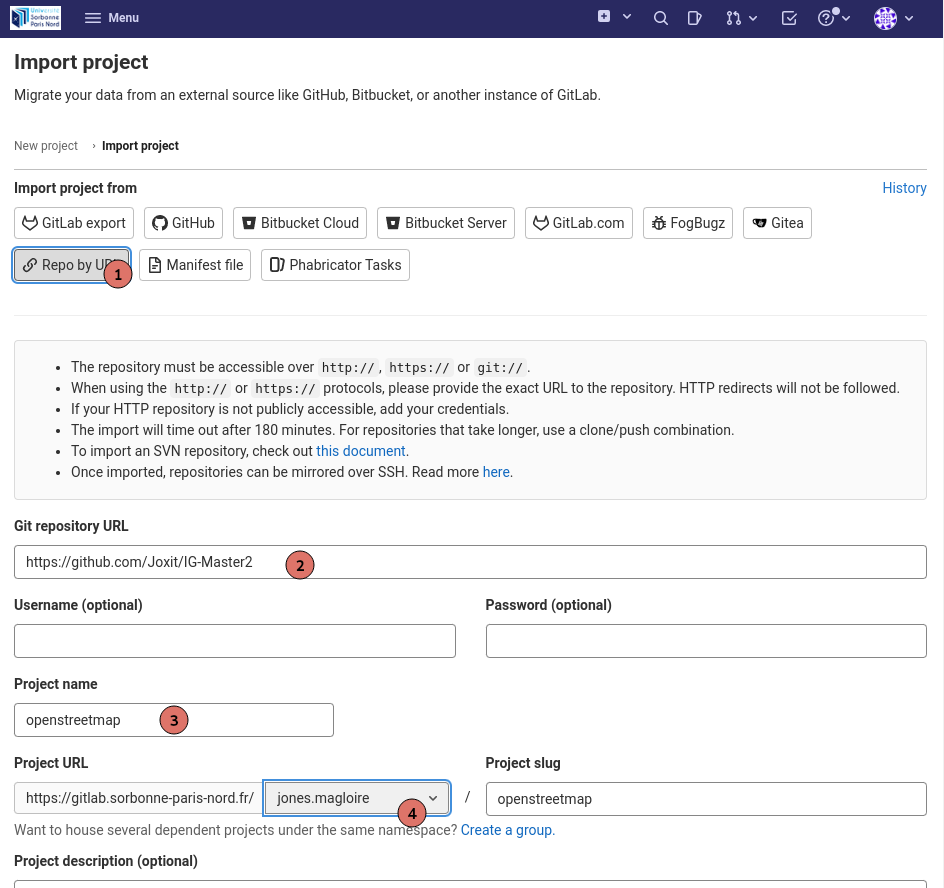 Université
Sorbonne
Paris Nord
Menu
Import project
Migrate your data from an external source like GitHub, Bitbucket, or another instance of GitLab.
New project › Import project
Import project from History
GitLab export GitHub Bitbucket Cloud Bitbucket Server GitLab.com FogBugz Gitea
Repo by URL 1 Manifest file Phabricator Tasks
• The repository must be accessible over http://, https:// or git://.
• When using the http:// or https:// protocols, please provide the exact URL to the repository. HTTP redirects will not be followed.
• If your HTTP repository is not publicly accessible, add your credentials.
• The import will time out after 180 minutes. For repositories that take longer, use a clone/push combination.
• To import an SVN repository, check out this document.
• Once imported, repositories can be mirrored over SSH. Read more here.
Git repository URL
https://github.com/Joxit/IG-Master2 2
Username (optional) Password (optional)
Project name
openstreetmap 3
Project URL Project slug
https://gitlab.sorbonne-paris-nord.fr/ jones.magloire 4 / openstreetmap
Want to house several dependent projects under the same namespace? Create a group.
Project description (optional)